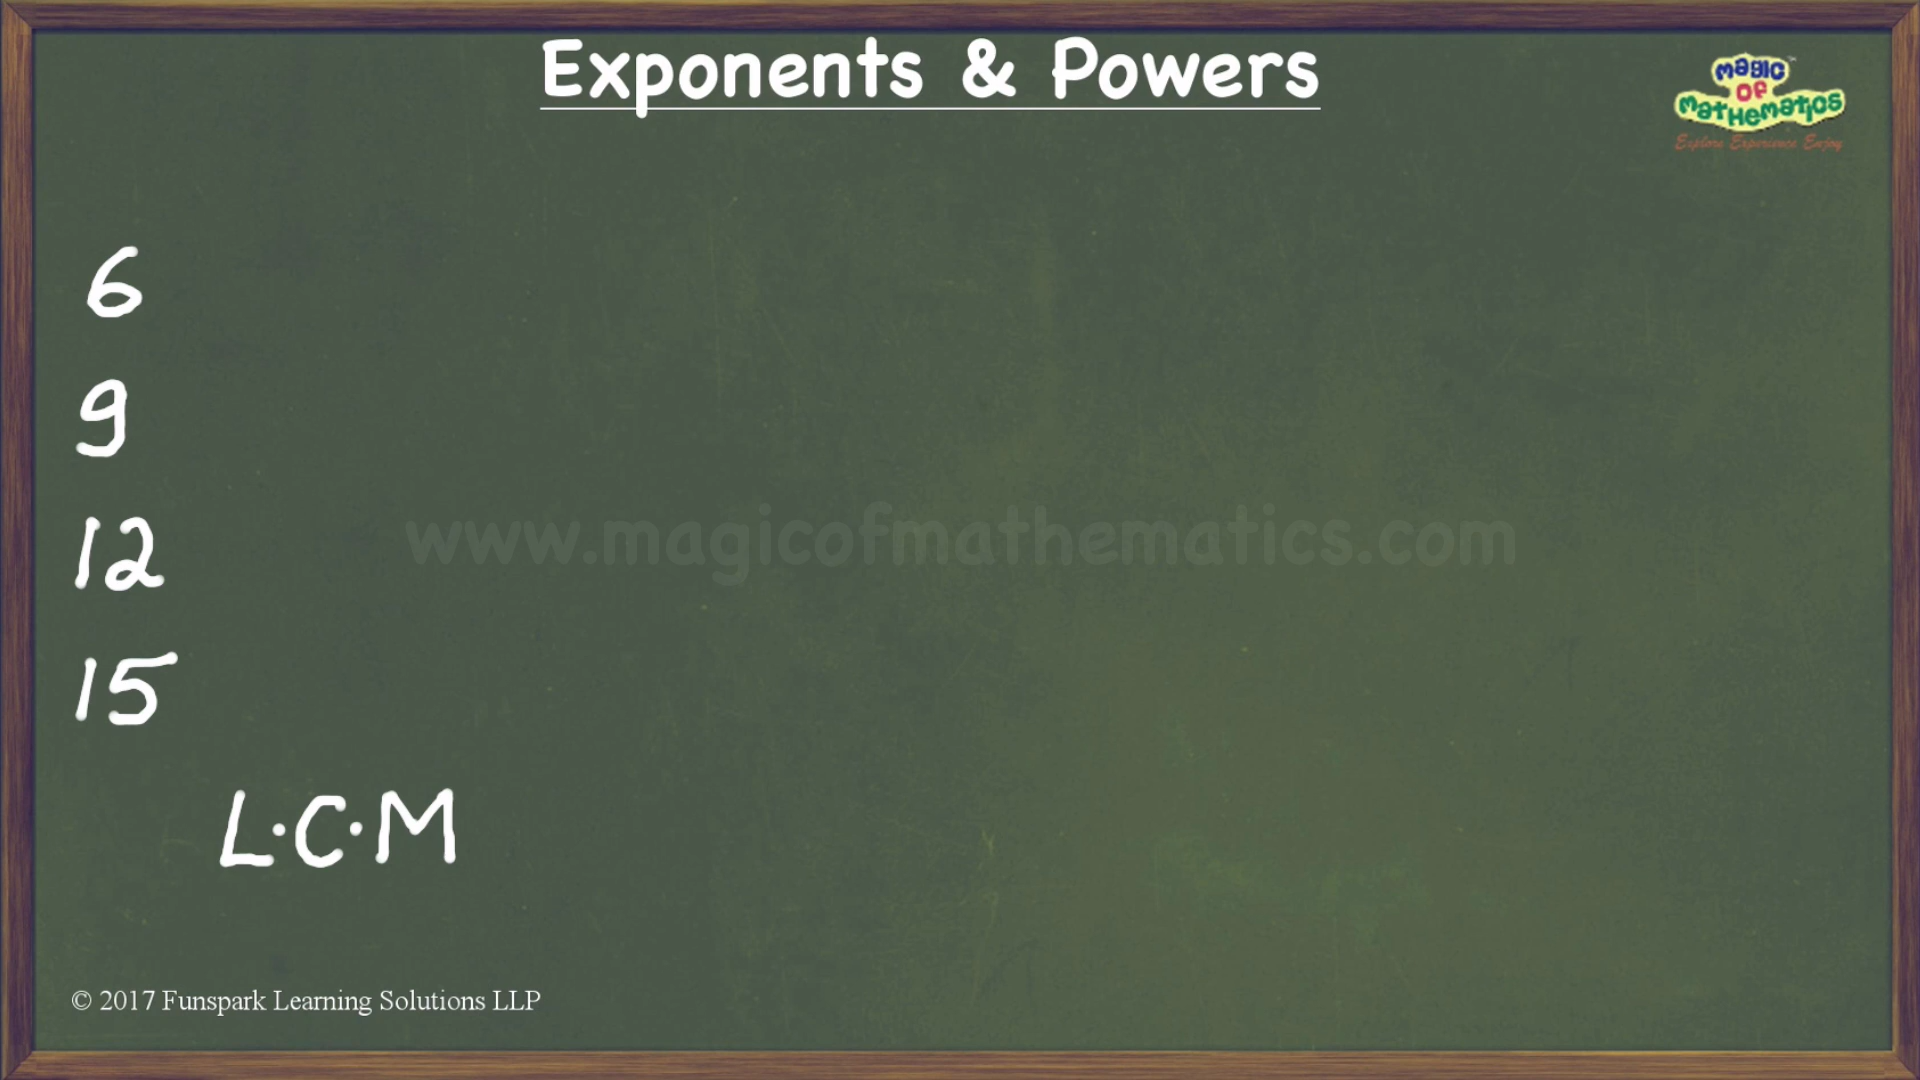 Exponents & Powers
MAGIC
OF
MATHEMATICS
Explore Experience Enjoy
6
9
12
www.magicofmathematics.com
15
L.C.M
© 2017 Funspark Learning Solutions LLP